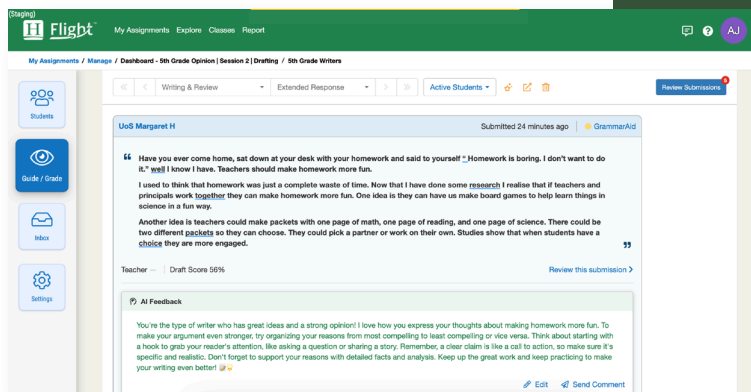 (Staging)
H Flight
My Assignments Explore Classes Report
AJ
My Assignments / Manage / Dashboard - 5th Grade Opinion | Session 2 | Drafting / 5th Grade Writers
Students
Guide / Grade
Inbox
Settings
Writing & Review
Extended Response
Active Students
Review Submissions
5
UoS Margaret H
Submitted 24 minutes ago
GrammarAid
Have you ever come home, sat down at your desk with your homework and said to yourself “ Homework is boring. I don't want to do
it.” well I know I have. Teachers should make homework more fun.
I used to think that homework was just a complete waste of time. Now that I have done some research I realise that if teachers and
principals work together they can make homework more fun. One idea is they can have us make board games to help learn things in
science in a fun way.
Another idea is teachers could make packets with one page of math, one page of reading, and one page of science. There could be
two different packets so they can choose. They could pick a partner or work on their own. Studies show that when students have a
choice they are more engaged.
Teacher -- | Draft Score 56%
Review this submission
AI Feedback
You're the type of writer who has great ideas and a strong opinion! I love how you express your thoughts about making homework more fun. To
make your argument even stronger, try organizing your reasons from most compelling to least compelling or vice versa. Think about starting with
a hook to grab your reader's attention, like asking a question or sharing a story. Remember, a clear claim is like a call to action, so make sure it's
specific and realistic. Don't forget to support your reasons with detailed facts and analysis. Keep up the great work and keep practicing to make
your writing even better!
Edit
Send Comment